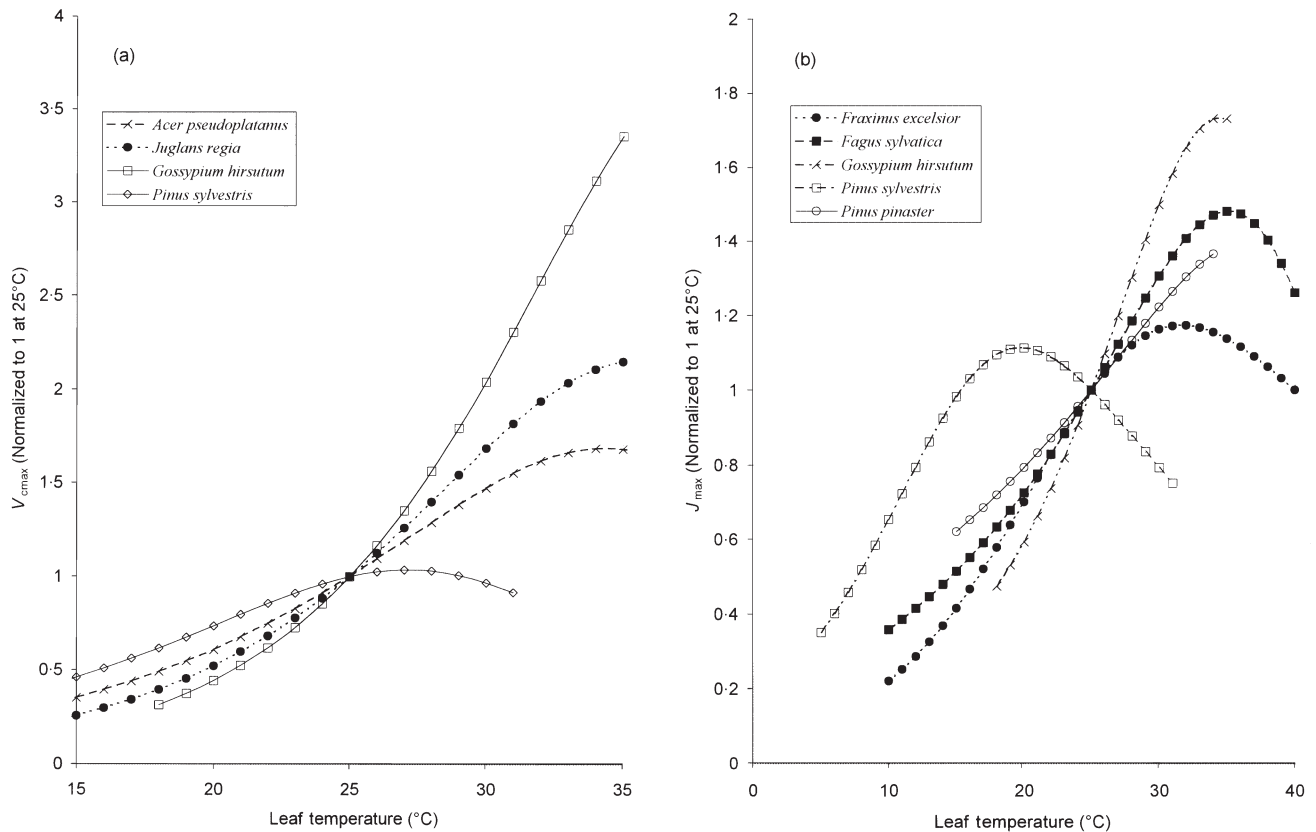 (a)
4
3·5
3
2·5
2
1·5
1
0·5
0
V cmax (Normalized to 1 at 25°C)
Acer pseudoplatanus
Juglans regia
Gossypium hirsutum
Pinus sylvestris
15 20 25 30 35
Leaf temperature (°C)
(b)
2
1·8
1·6
1·4
1·2
1
0·8
0·6
0·4
0·2
0
J max (Normalized to 1 at 25°C)
Fraxinus excelsior
Fagus sylvatica
Gossypium hirsutum
Pinus sylvestris
Pinus pinaster
0 10 20 30 40
Leaf temperature (°C)